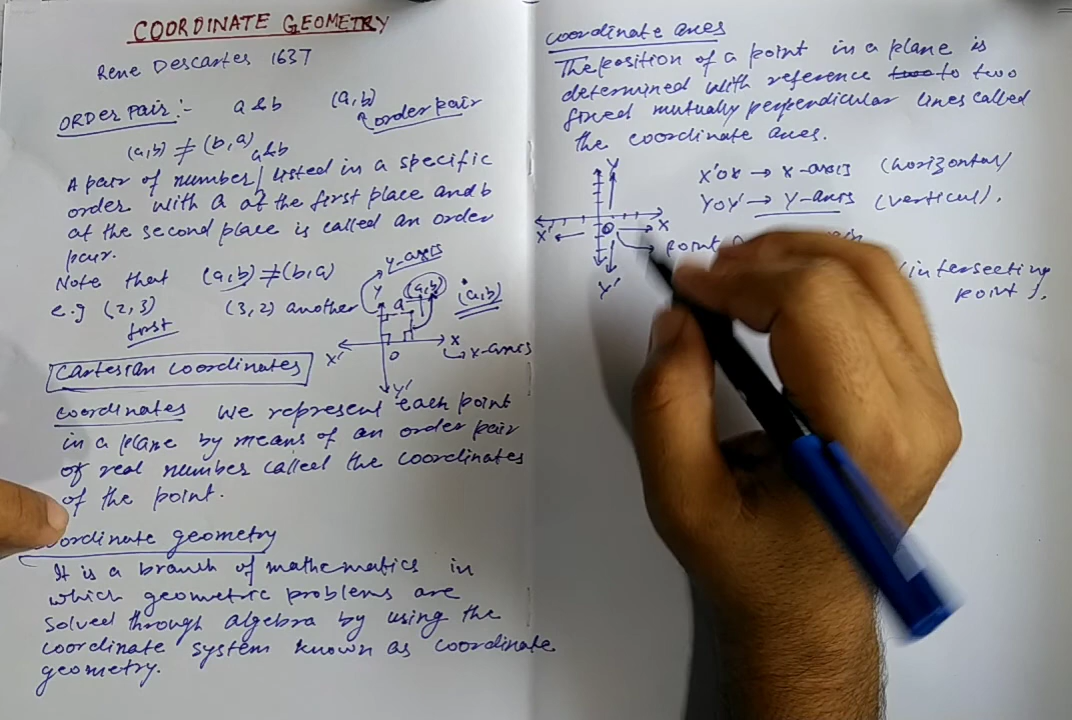 COORDINATE GEOMETRY
Rene Descartes 1637
ORDER PAIR :- a & b (a,b)
order pair
(a,b) ≠ (b,a)
a&b
A pair of number listed in a specific
order with a at the first place and b
at the second place is called an order
pair.
Note that (a,b) ≠ (b,a)
e.g (2,3) (3,2) another
first
Y-axis
Y a (a,b) (a,b)
X' O X
X-axis
Y'
Cartesian coordinates
coordinates We represent each point
in a plane by means of an order pair
of real number called the coordinates
of the point.
oordinate geometry
It is a branch of mathematics in
which geometric problems are
solved through algebra by using the
coordinate system known as coordinate
geometry.
coordinate axes
The position of a point in a plane is
determined with reference two to two
fixed mutually perpendicular lines called
the coordinate axes.
Y
X' O X
Y'
X'OX → X-axis (horizontal)
YOY' → Y-axis (vertical).
point
(intersecting
point).